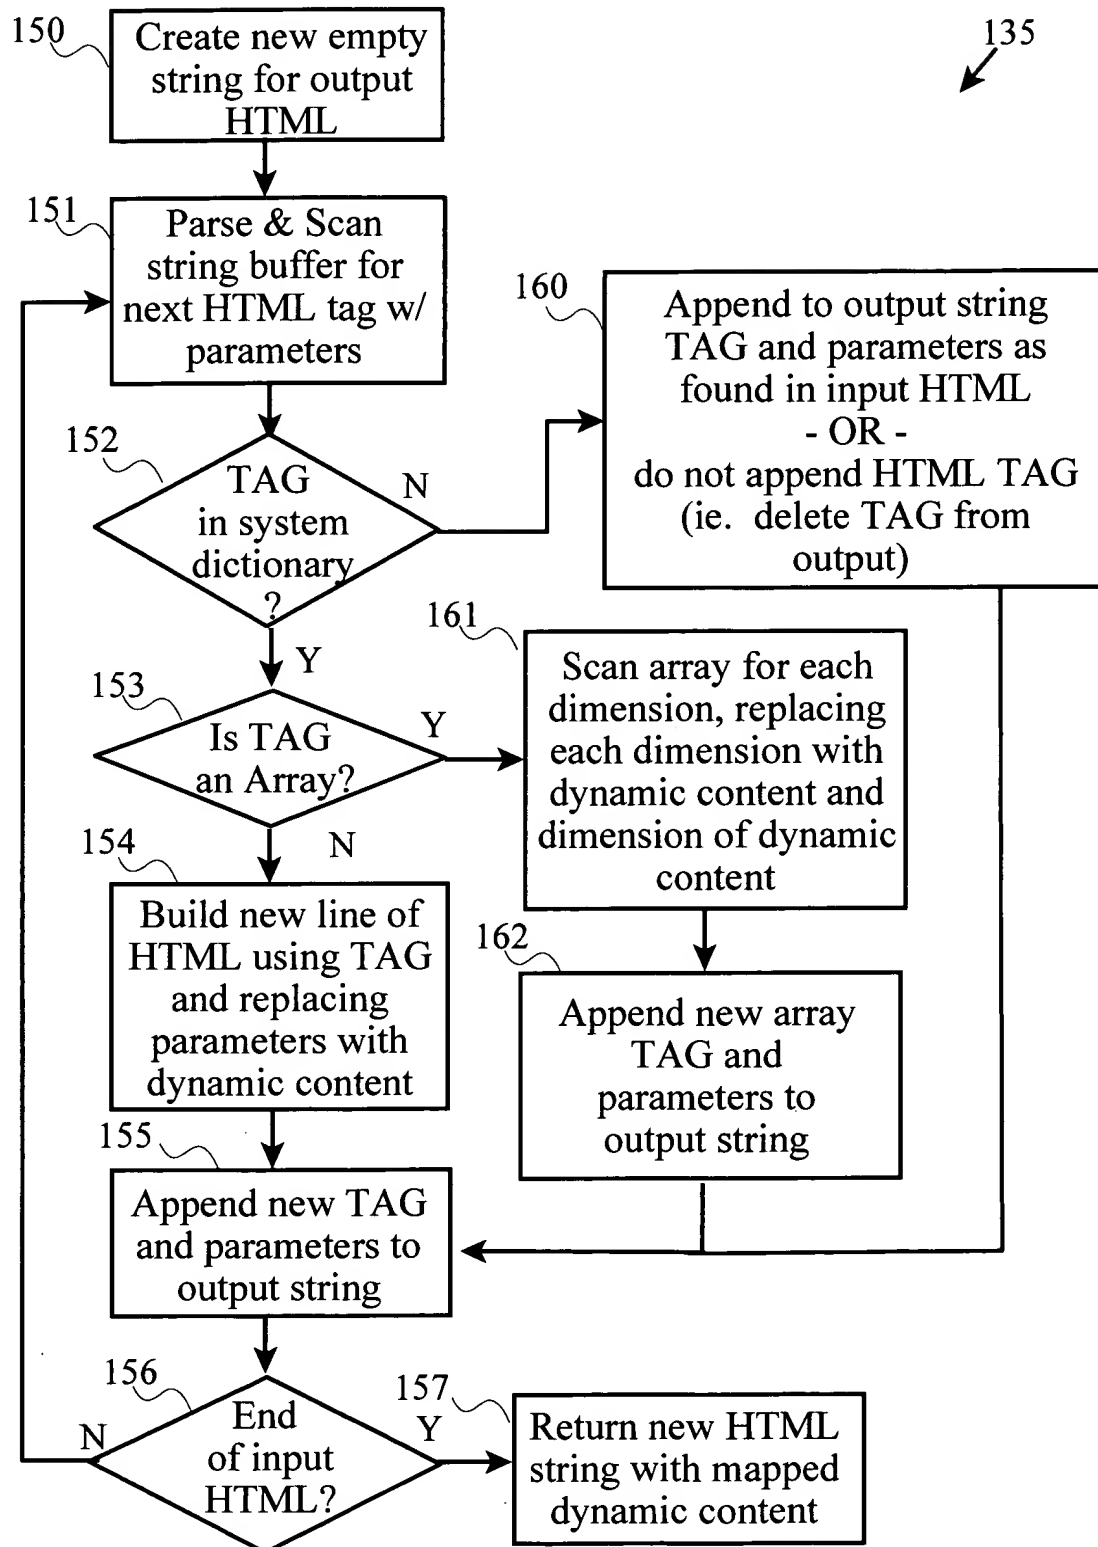 150
Create new empty
string for output
HTML
135
151
Parse & Scan
string buffer for
next HTML tag w/
parameters
160
Append to output string
TAG and parameters as
found in input HTML
- OR -
do not append HTML TAG
(ie. delete TAG from
output)
152
TAG
in system
dictionary
?
N
Y
161
Scan array for each
dimension, replacing
each dimension with
dynamic content and
dimension of dynamic
content
153
Is TAG
an Array?
Y
N
154
Build new line of
HTML using TAG
and replacing
parameters with
dynamic content
162
Append new array
TAG and
parameters to
output string
155
Append new TAG
and parameters to
output string
156
End
of input
HTML?
N
Y
157
Return new HTML
string with mapped
dynamic content